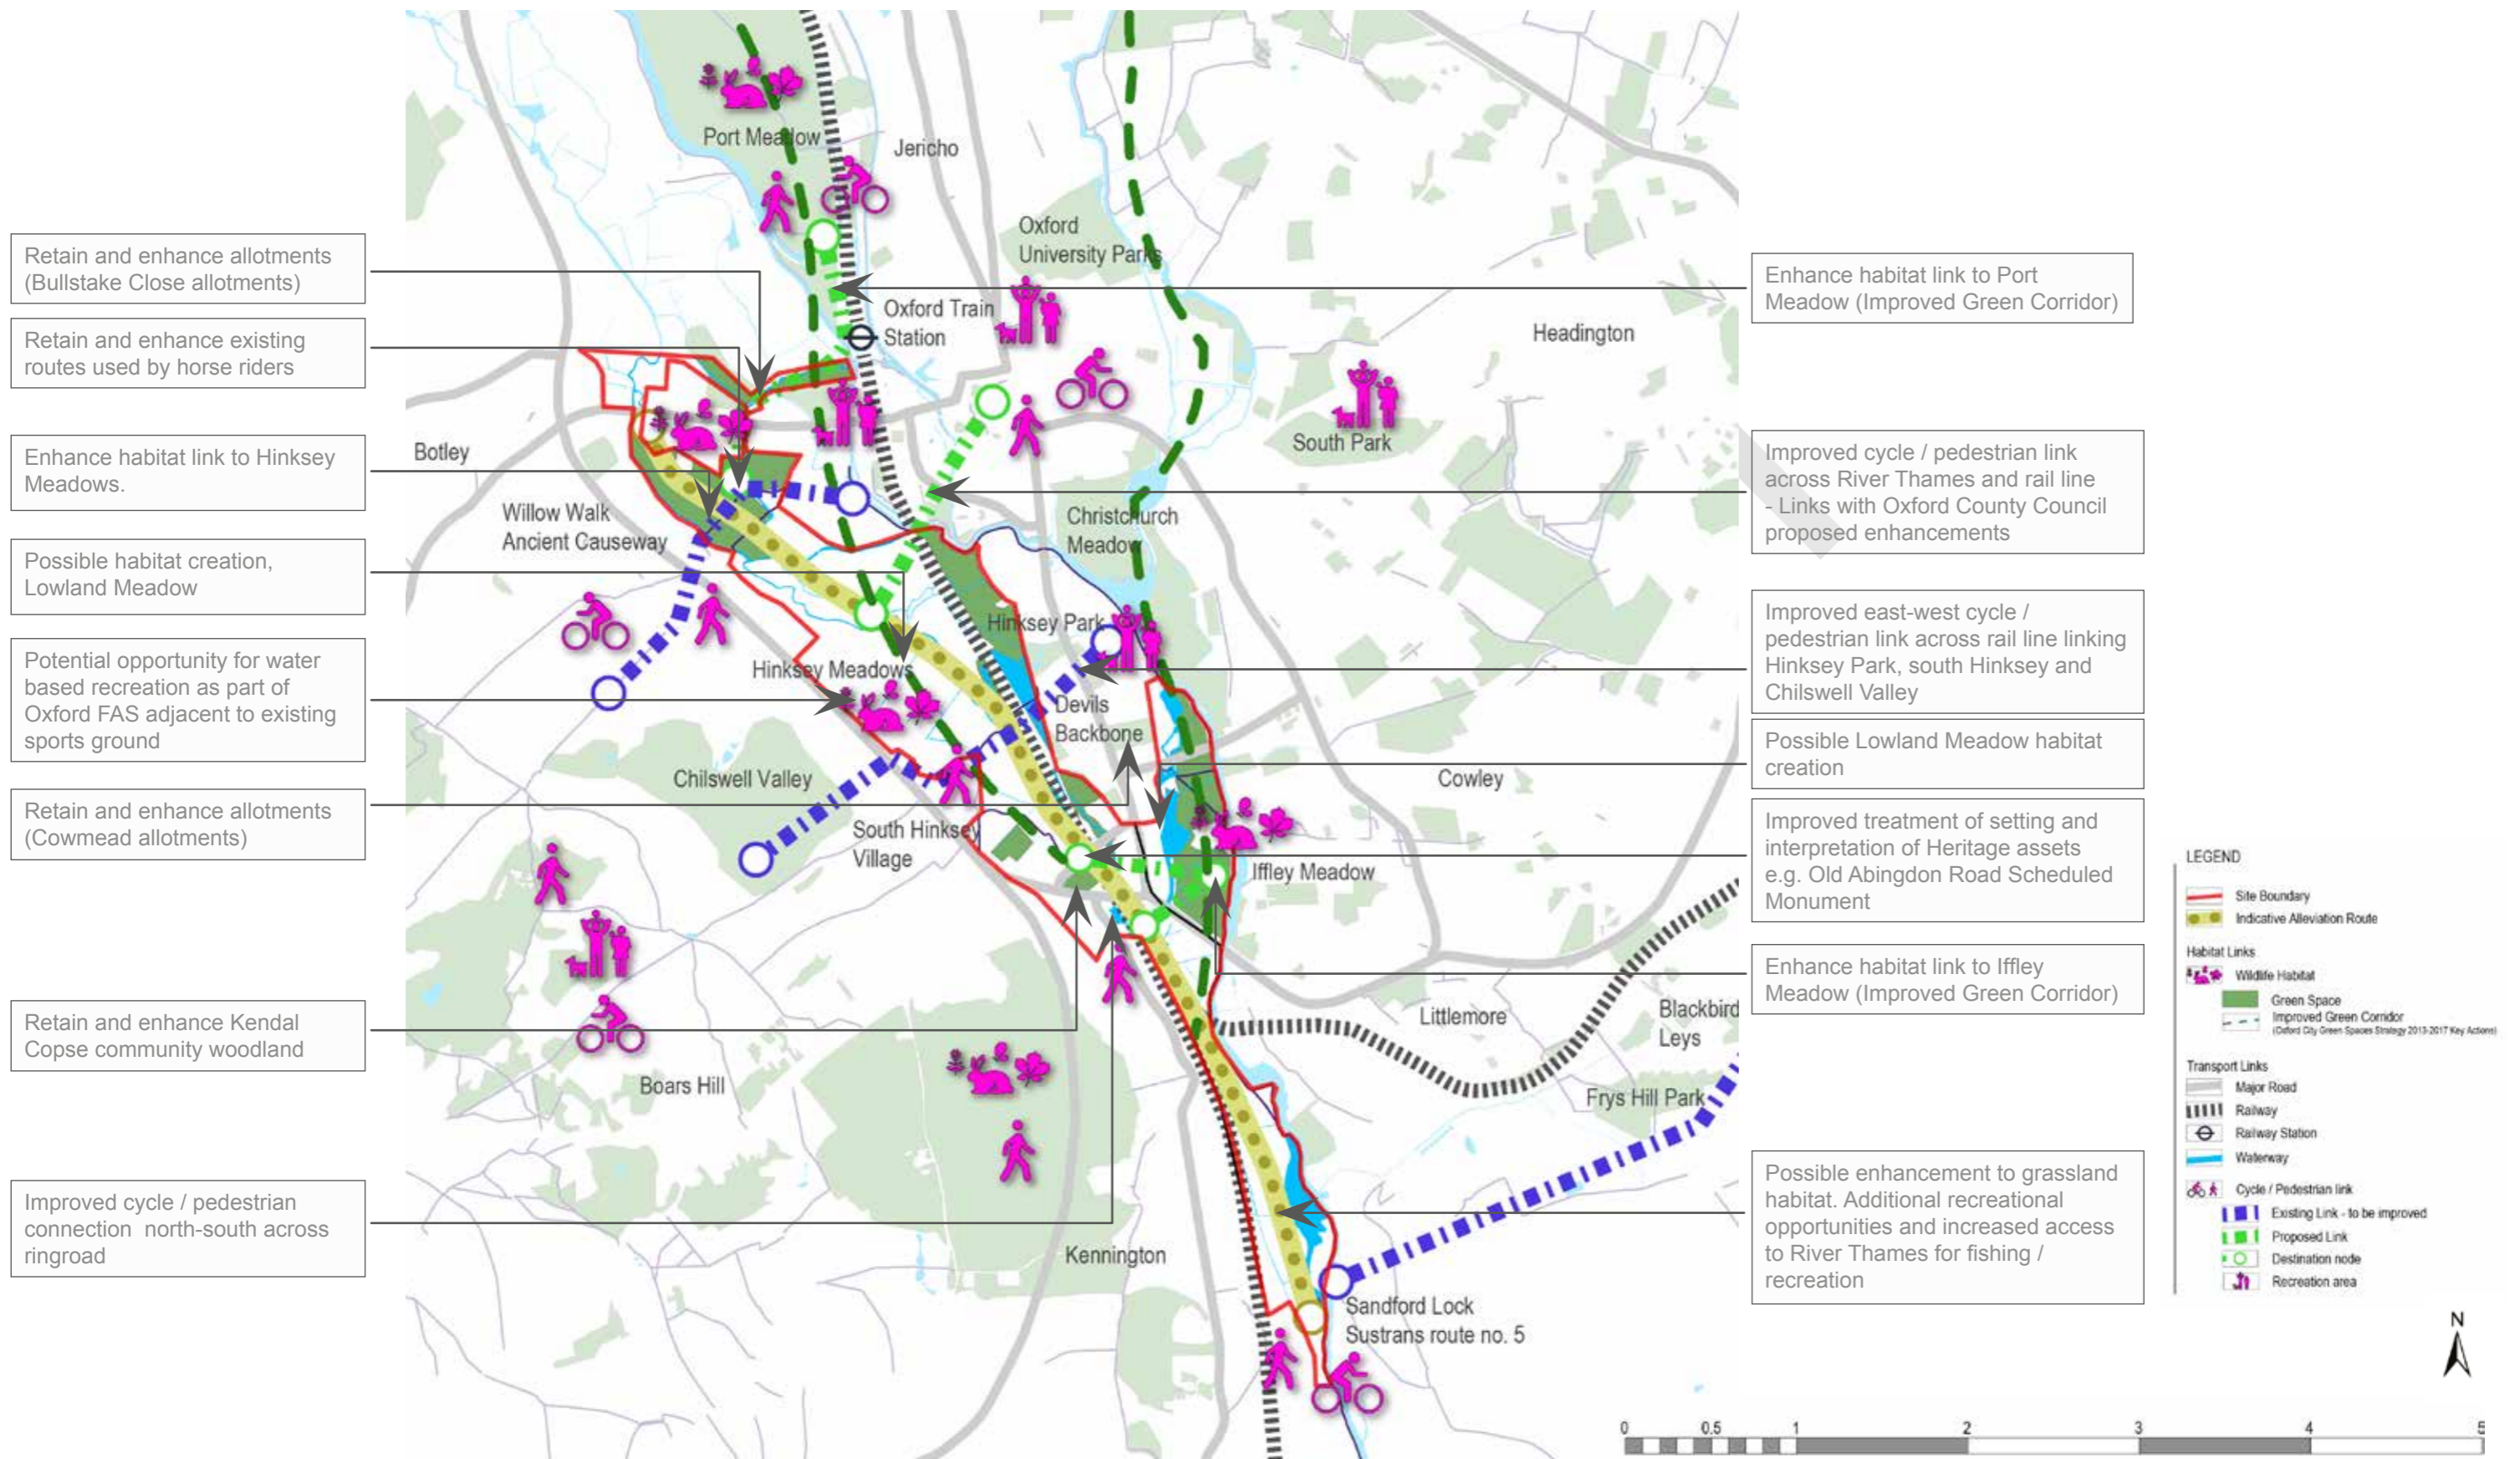 Retain and enhance allotments
(Bullstake Close allotments)
Retain and enhance existing
routes used by horse riders
Enhance habitat link to Hinksey
Meadows.
Possible habitat creation,
Lowland Meadow
Potential opportunity for water
based recreation as part of
Oxford FAS adjacent to existing
sports ground
Retain and enhance allotments
(Cowmead allotments)
Retain and enhance Kendal
Copse community woodland
Improved cycle / pedestrian
connection north-south across
ringroad
Port Meadow
Jericho
Oxford
University Parks
Oxford Train
Station
Headington
South Park
Botley
Willow Walk
Ancient Causeway
Christchurch
Meadow
Hinksey Park
Hinksey Meadows
Devils
Backbone
Chilswell Valley
Cowley
South Hinksey
Village
Iffley Meadow
Littlemore
Blackbird
Leys
Boars Hill
Frys Hill Park
Kennington
Sandford Lock
Sustrans route no. 5
Enhance habitat link to Port
Meadow (Improved Green Corridor)
Improved cycle / pedestrian link
across River Thames and rail line
- Links with Oxford County Council
proposed enhancements
Improved east-west cycle /
pedestrian link across rail line linking
Hinksey Park, south Hinksey and
Chilswell Valley
Possible Lowland Meadow habitat
creation
Improved treatment of setting and
interpretation of Heritage assets
e.g. Old Abingdon Road Scheduled
Monument
Enhance habitat link to Iffley
Meadow (Improved Green Corridor)
Possible enhancement to grassland
habitat. Additional recreational
opportunities and increased access
to River Thames for fishing /
recreation
LEGEND
Site Boundary
Indicative Alleviation Route
Habitat Links
Wildlife Habitat
Green Space
Improved Green Corridor
(Oxford City Green Spaces Strategy 2013-2017 Key Actions)
Transport Links
Major Road
Railway
Railway Station
Waterway
Cycle / Pedestrian link
Existing Link - to be improved
Proposed Link
Destination node
Recreation area
N
0 0.5 1 2 3 4 5